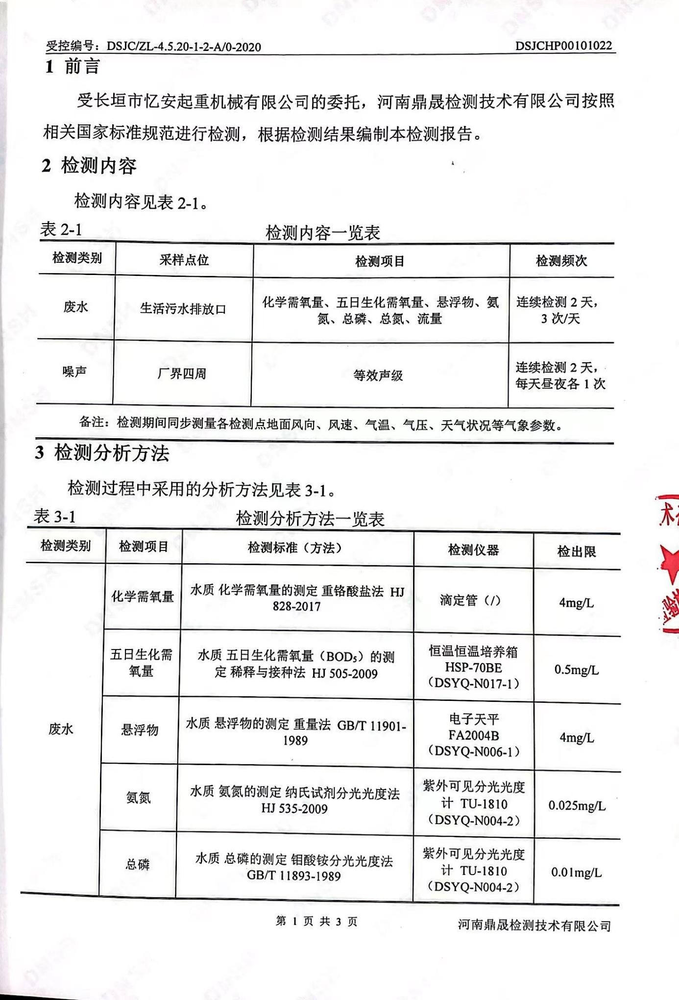 受控编号：DSJC/ZL-4.5.20-1-2-A/0-2020 DSJCHP00101022
1 前言
受长垣市忆安起重机械有限公司的委托，河南鼎晟检测技术有限公司按照
相关国家标准规范进行检测，根据检测结果编制本检测报告。
2 检测内容
检测内容见表 2-1。
表 2-1 检测内容一览表
检测类别 采样点位 检测项目 检测频次
废水 生活污水排放口 化学需氧量、五日生化需氧量、悬浮物、氨
氮、总磷、总氮、流量 连续检测 2 天，
3 次/天
噪声 厂界四周 等效声级 连续检测 2 天，
每天昼夜各 1 次
备注：检测期间同步测量各检测点地面风向、风速、气温、气压、天气状况等气象参数。
3 检测分析方法
检测过程中采用的分析方法见表 3-1。
表 3-1 检测分析方法一览表
检测类别 检测项目 检测标准（方法） 检测仪器 检出限
废水
化学需氧量 水质 化学需氧量的测定 重铬酸盐法 HJ
828-2017 滴定管（/） 4mg/L
五日生化需
氧量 水质 五日生化需氧量（BOD₅）的测
定 稀释与接种法 HJ 505-2009 恒温恒温培养箱
HSP-70BE
（DSYQ-N017-1） 0.5mg/L
悬浮物 水质 悬浮物的测定 重量法 GB/T 11901-
1989 电子天平
FA2004B
（DSYQ-N006-1） 4mg/L
氨氮 水质 氨氮的测定 纳氏试剂分光光度法
HJ 535-2009 紫外可见分光光度
计 TU-1810
（DSYQ-N004-2） 0.025mg/L
总磷 水质 总磷的测定 钼酸铵分光光度法
GB/T 11893-1989 紫外可见分光光度
计 TU-1810
（DSYQ-N004-2） 0.01mg/L
第 1 页 共 3 页 河南鼎晟检测技术有限公司
术
验